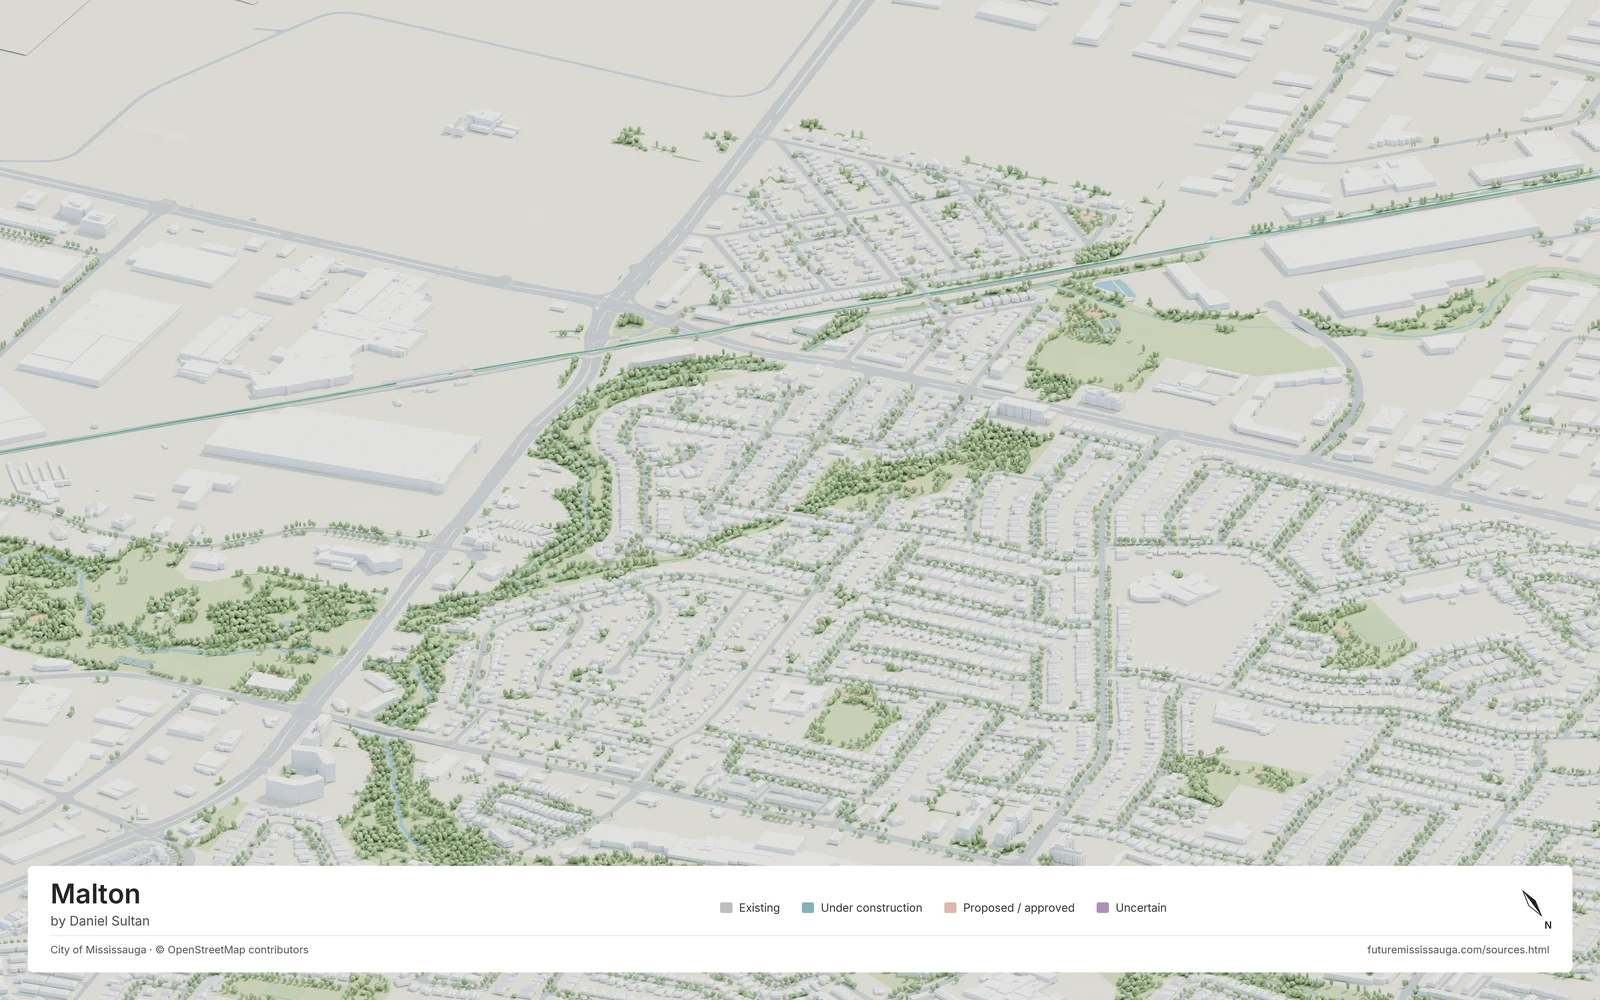 Malton
by Daniel Sultan
Existing
Under construction
Proposed / approved
Uncertain
N
City of Mississauga · © OpenStreetMap contributors
futuremississauga.com/sources.html